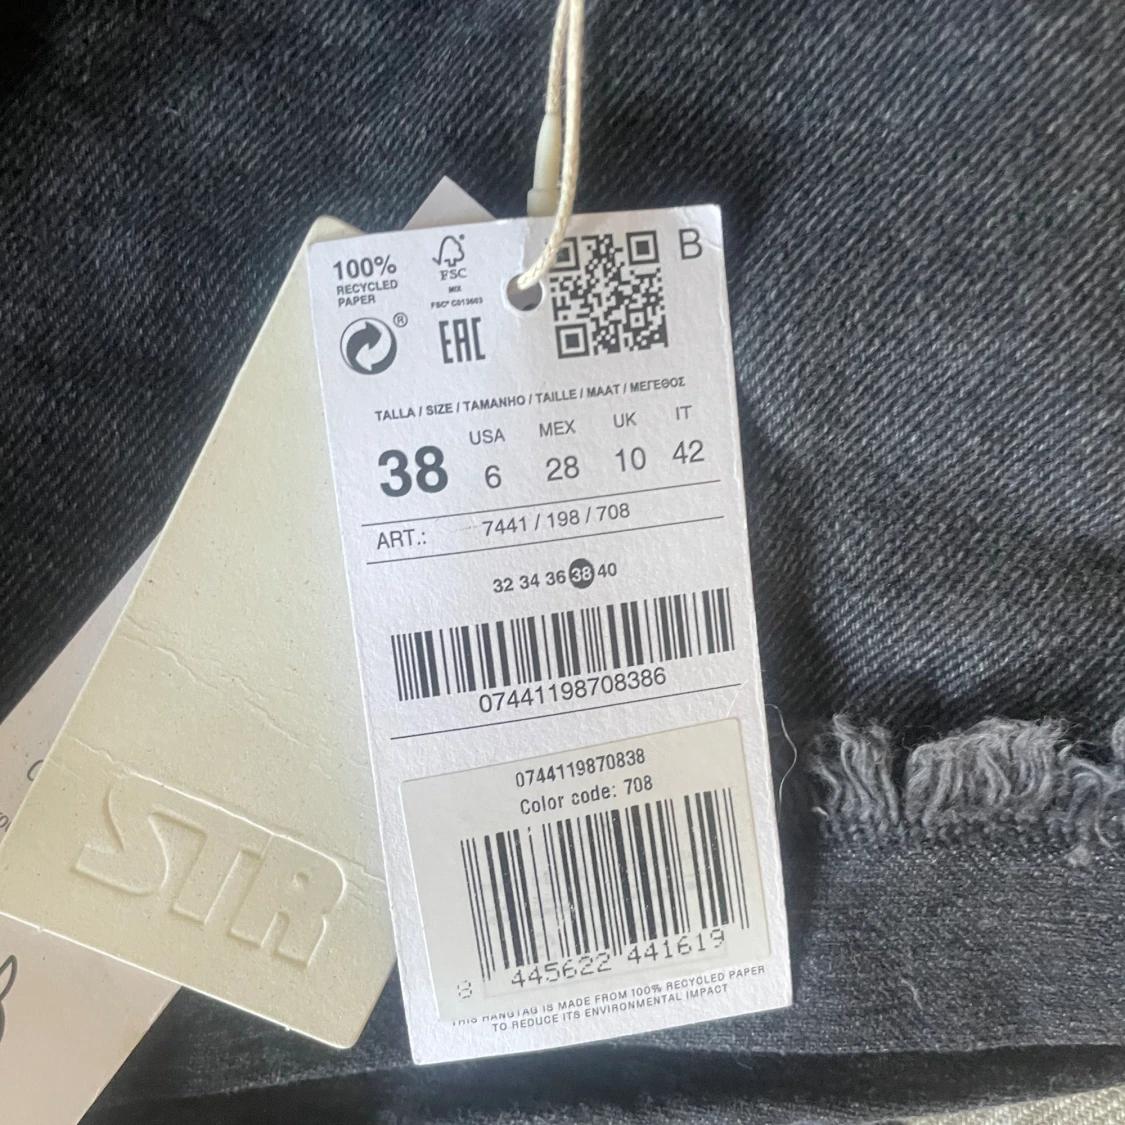 100%
RECYCLED
PAPER
FSC
MIX
FSC® C013603
®
EAC
B
TALLA / SIZE / TAMANHO / TAILLE / MAAT / ΜΕΓΕΘΟΣ
38
USA
6
MEX
28
UK
10
IT
42
ART.: 7441 / 198 / 708
32 34 36 38 40
07441198708386
0744119870838
Color code: 708
8 445622 441619
THIS HANGTAG IS MADE FROM 100% RECYCLED PAPER
TO REDUCE ITS ENVIRONMENTAL IMPACT
STR